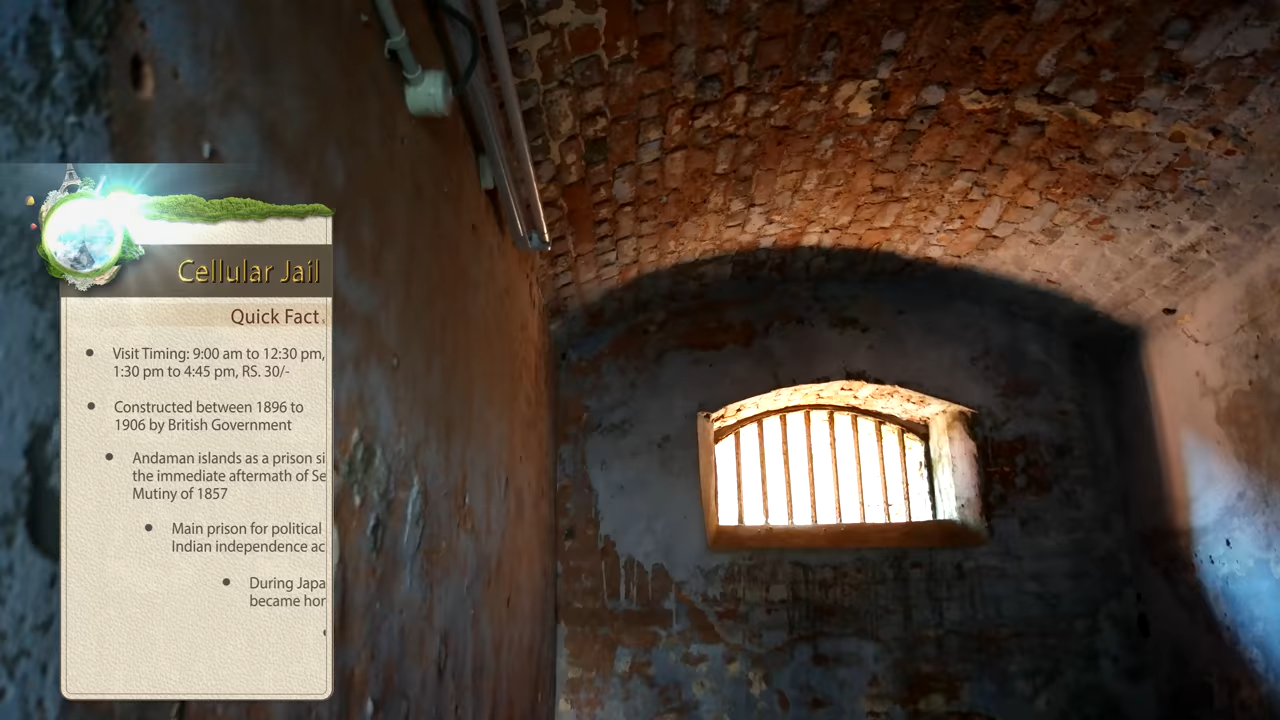 Cellular Jail
Quick Fact
Visit Timing: 9:00 am to 12:30 pm,
1:30 pm to 4:45 pm, RS. 30/-
Constructed between 1896 to
1906 by British Government
Andaman islands as a prison
the immediate aftermath of
Mutiny of 1857
Main prison for political
Indian independence
During
became